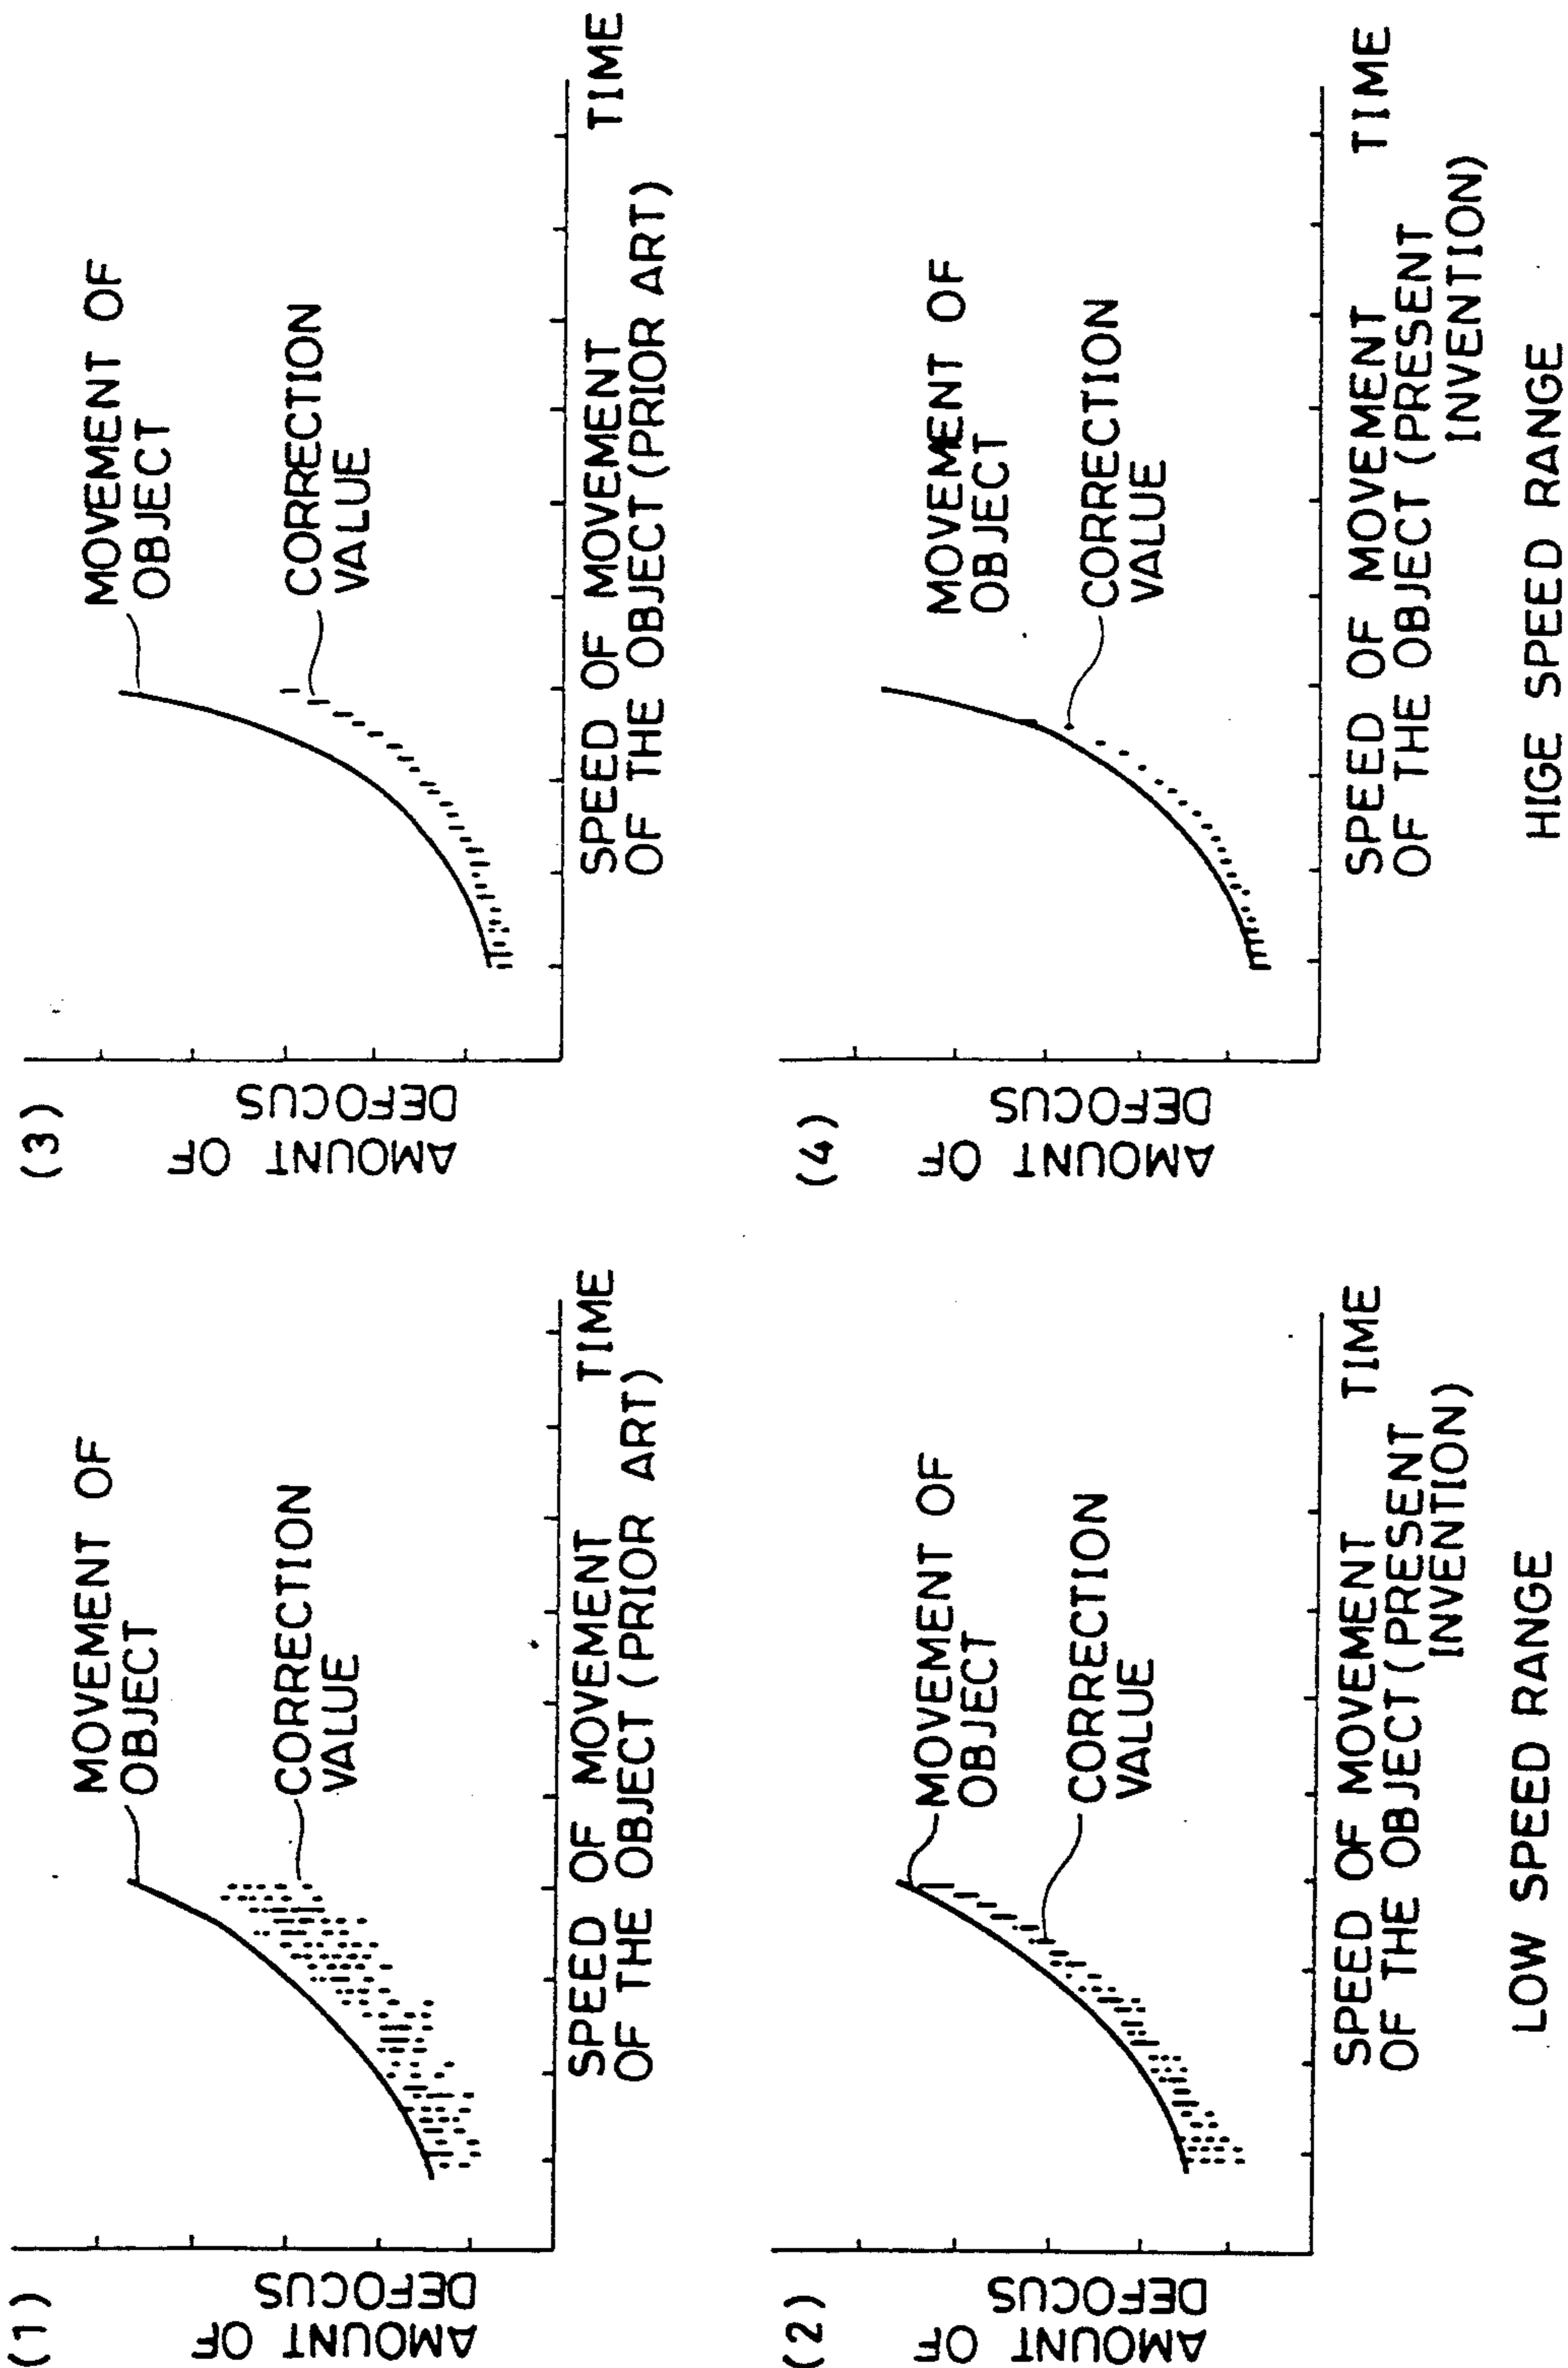 (1)
AMOUNT OF
DEFOCUS
MOVEMENT OF
OBJECT
CORRECTION
VALUE
SPEED OF MOVEMENT TIME
OF THE OBJECT (PRIOR ART)
(2)
AMOUNT OF
DEFOCUS
MOVEMENT OF
OBJECT
CORRECTION
VALUE
SPEED OF MOVEMENT TIME
OF THE OBJECT (PRESENT
INVENTION)
LOW SPEED RANGE
(3)
AMOUNT OF
DEFOCUS
MOVEMENT OF
OBJECT
CORRECTION
VALUE
SPEED OF MOVEMENT TIME
OF THE OBJECT (PRIOR ART)
(4)
AMOUNT OF
DEFOCUS
MOVEMENT OF
OBJECT
CORRECTION
VALUE
SPEED OF MOVEMENT TIME
OF THE OBJECT (PRESENT
INVENTION)
HIGE SPEED RANGE